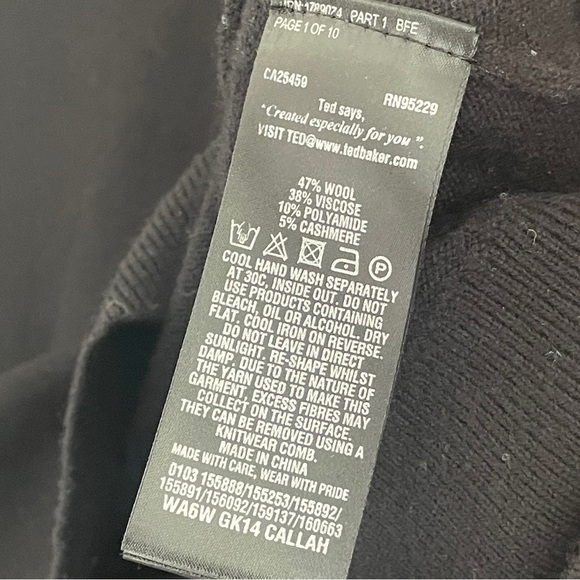 PART 1 BFE
PAGE 1 OF 10
CA25459 RN95229
Ted says,
"Created especially for you".
VISIT TED@www.tedbaker.com
47% WOOL
38% VISCOSE
10% POLYAMIDE
5% CASHMERE
P
COOL HAND WASH SEPARATELY
AT 30C, INSIDE OUT. DO NOT
USE PRODUCTS CONTAINING
BLEACH, OIL OR ALCOHOL. DRY
FLAT, COOL IRON ON REVERSE.
DO NOT LEAVE IN DIRECT
SUNLIGHT. RE-SHAPE WHILST
DAMP. DUE TO THE NATURE OF
THE YARN USED TO MAKE THIS
GARMENT, EXCESS FIBRES MAY
COLLECT ON THE SURFACE.
THEY CAN BE REMOVED USING A
KNITWEAR COMB.
MADE IN CHINA
MADE WITH CARE, WEAR WITH PRIDE
0103 155888/155253/155892/
155891/156092/159137/160663
WA6W GK14 CALLAH